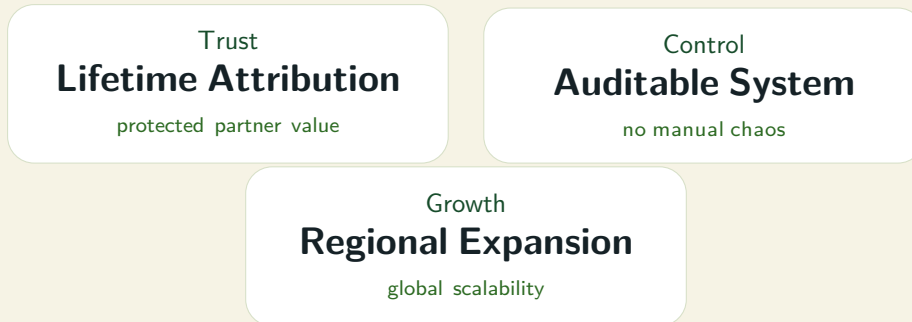 Trust
Lifetime Attribution
protected partner value
Control
Auditable System
no manual chaos
Growth
Regional Expansion
global scalability